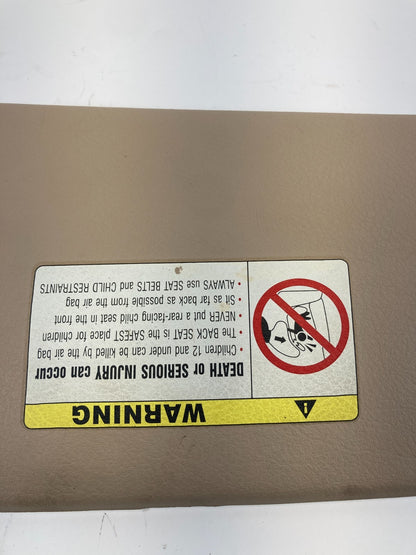 WARNING
DEATH or SERIOUS INJURY can occur
• Children 12 and under can be killed by the air bag
• The BACK SEAT is the SAFEST place for children
• NEVER put a rear-facing child seat in the front
• Sit as far back as possible from the air bag
• ALWAYS use SEAT BELTS and CHILD RESTRAINTS